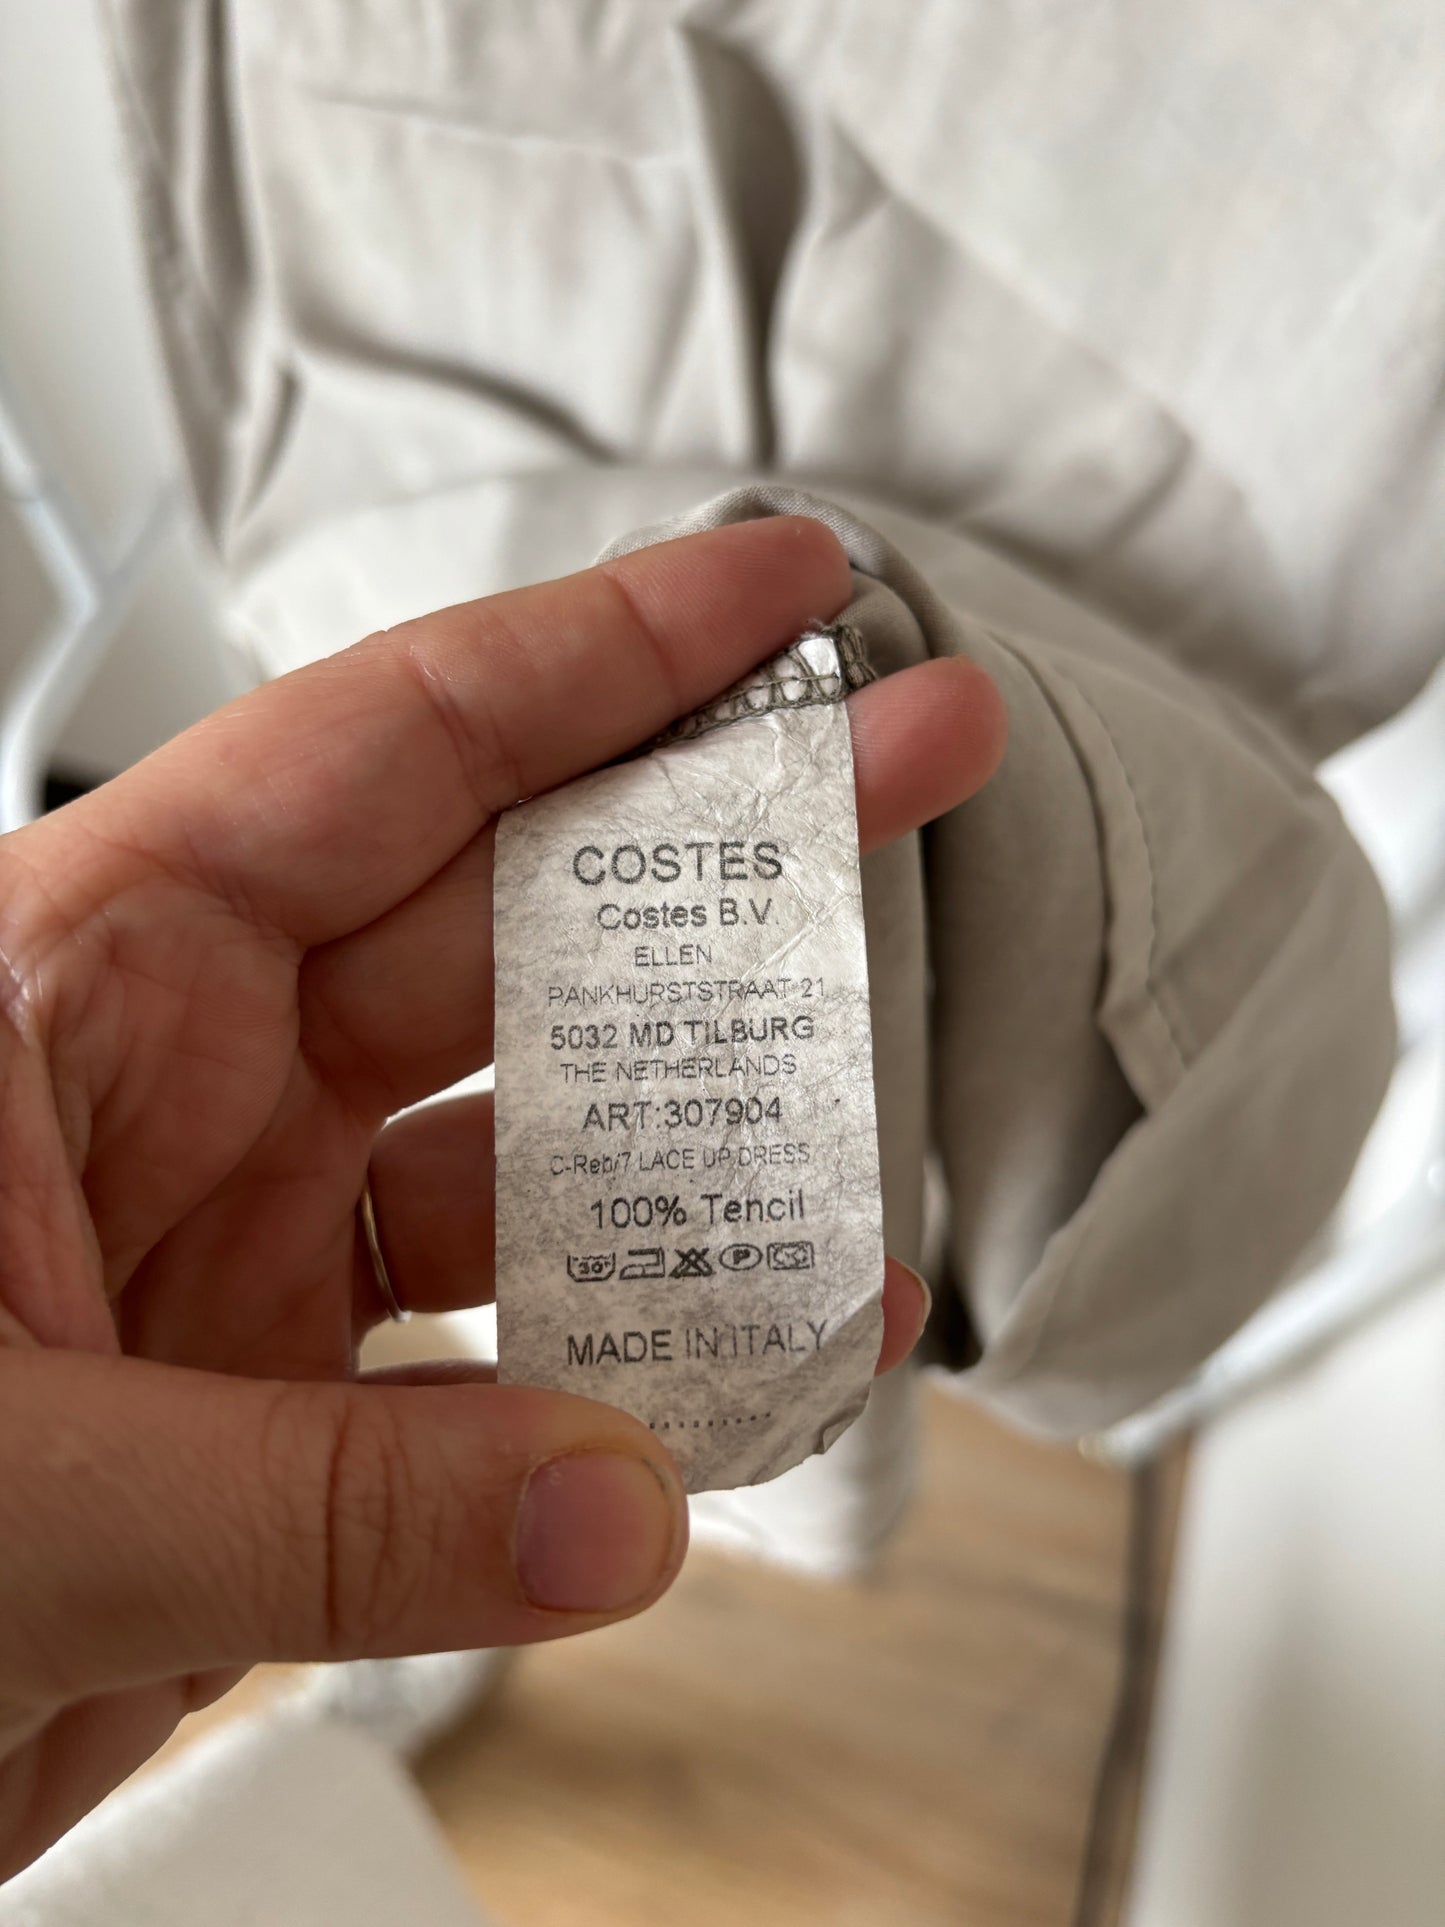 COSTES
Costes B.V.
ELLEN
PANKHURSTSTRAAT 21
5032 MD TILBURG
THE NETHERLANDS
ART:307904
C-Reb/7 LACE UP DRESS
100% Tencil
30° P
MADE IN ITALY